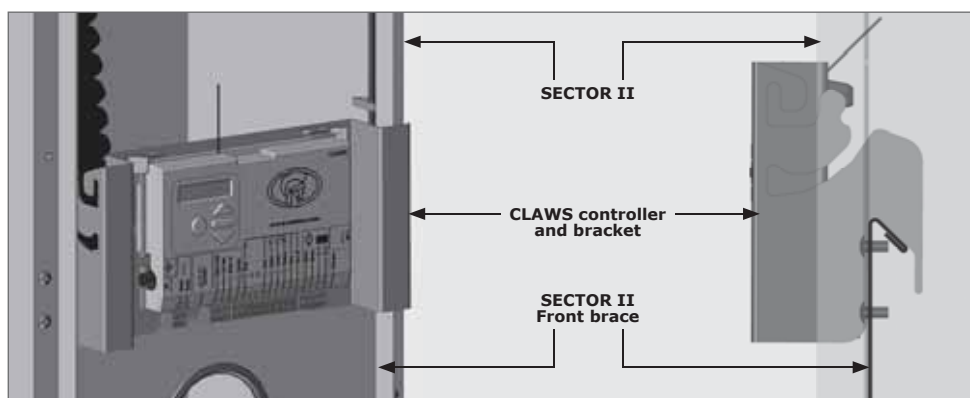 SECTOR II
CLAWS controller
and bracket
SECTOR II
Front brace